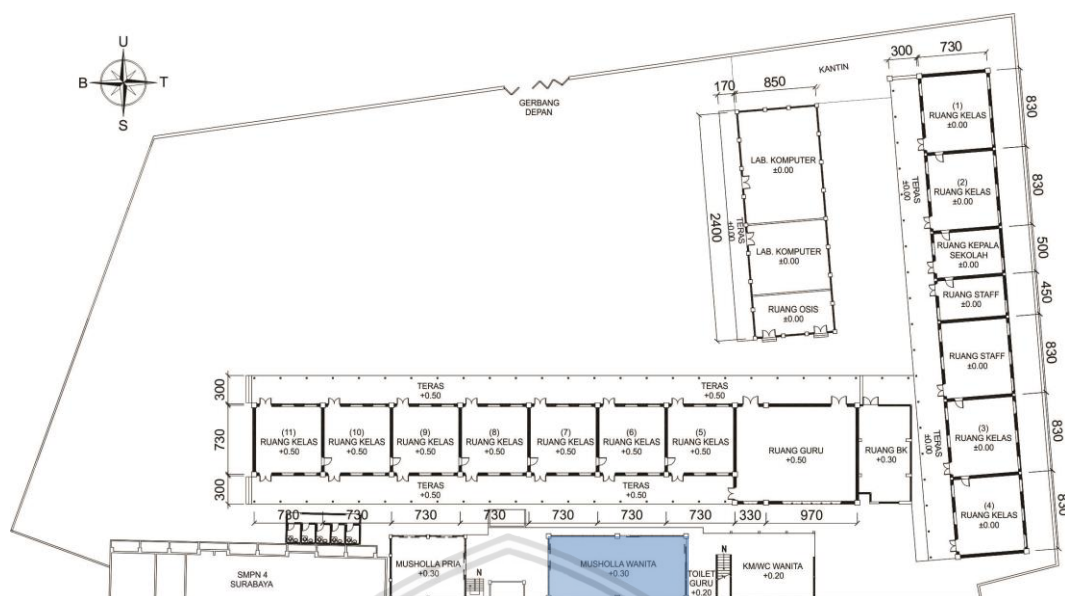 U
B T
S
GERBANG
DEPAN
KANTIN
170 850
2400
LAB. KOMPUTER
±0.00
TERAS
±0.00
LAB. KOMPUTER
±0.00
RUANG OSIS
±0.00
300 730
(1)
RUANG KELAS
±0.00
830
(2)
RUANG KELAS
±0.00
830
TERAS
±0.00
RUANG KEPALA
SEKOLAH
±0.00
500
RUANG STAFF
±0.00
450
RUANG STAFF
±0.00
830
(3)
RUANG KELAS
±0.00
830
TERAS
±0.00
(4)
RUANG KELAS
±0.00
830
300
TERAS
+0.50
TERAS
+0.50
730
(11)
RUANG KELAS
+0.50
(10)
RUANG KELAS
+0.50
(9)
RUANG KELAS
+0.50
(8)
RUANG KELAS
+0.50
(7)
RUANG KELAS
+0.50
(6)
RUANG KELAS
+0.50
(5)
RUANG KELAS
+0.50
RUANG GURU
+0.50
RUANG BK
+0.30
300
TERAS
+0.50
TERAS
+0.50
730 730 730 730 730 730 730 330 970
SMPN 4
SURABAYA
MUSHOLLA PRIA
+0.30
N
MUSHOLLA WANITA
+0.30
TOILET
GURU
+0.20
N
KM/WC WANITA
+0.20